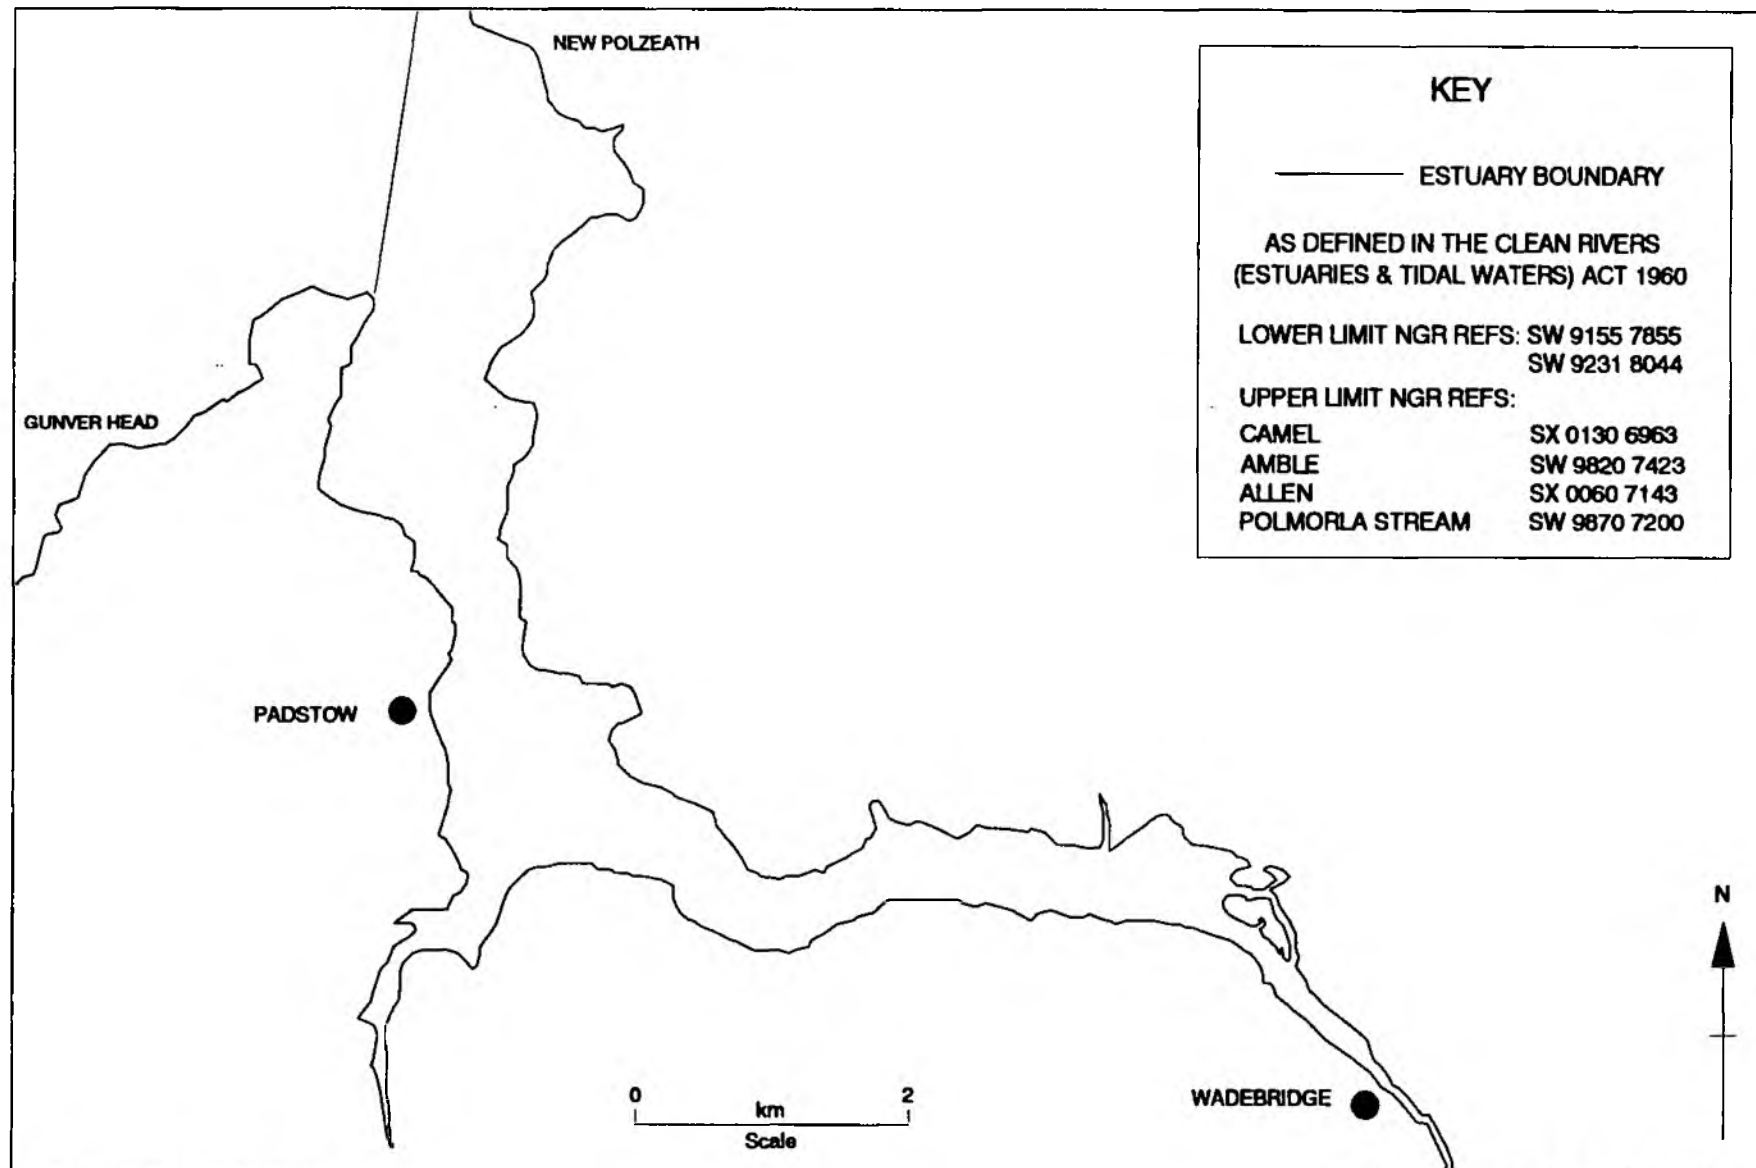 NEW POLZEATH
KEY
ESTUARY BOUNDARY
AS DEFINED IN THE CLEAN RIVERS
(ESTUARIES & TIDAL WATERS) ACT 1960
LOWER LIMIT NGR REFS: SW 9155 7855
SW 9231 8044
UPPER LIMIT NGR REFS:
CAMEL SX 0130 6963
AMBLE SW 9820 7423
ALLEN SX 0060 7143
POLMORLA STREAM SW 9870 7200
GUNVER HEAD
PADSTOW
N
WADEBRIDGE
0 2
km
Scale